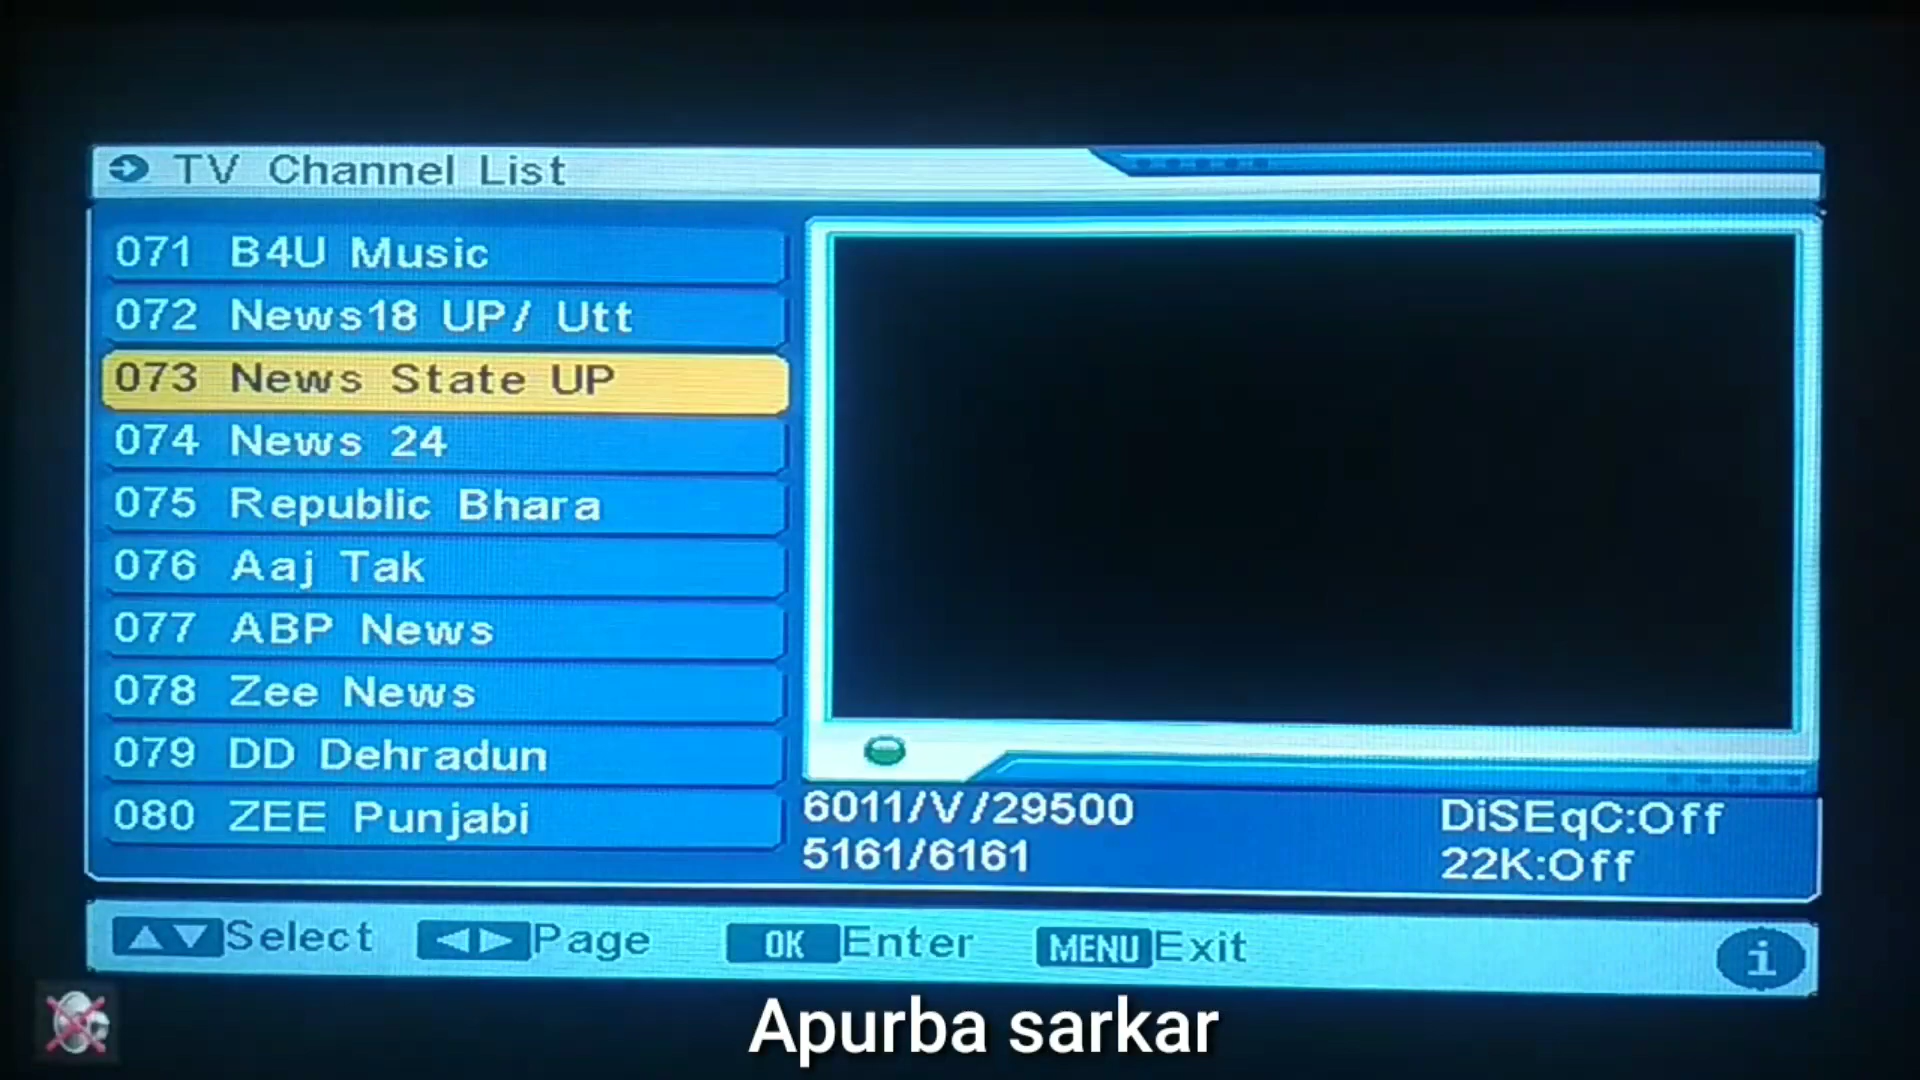 TV Channel List
071 B4U Music
072 News18 UP/ Utt
073 News State UP
074 News 24
075 Republic Bhara
076 Aaj Tak
077 ABP News
078 Zee News
079 DD Dehradun
080 ZEE Punjabi
6011/V/29500
5161/6161
DiSEqC:Off
22K:Off
Select Page OK Enter MENU Exit i
Apurba sarkar